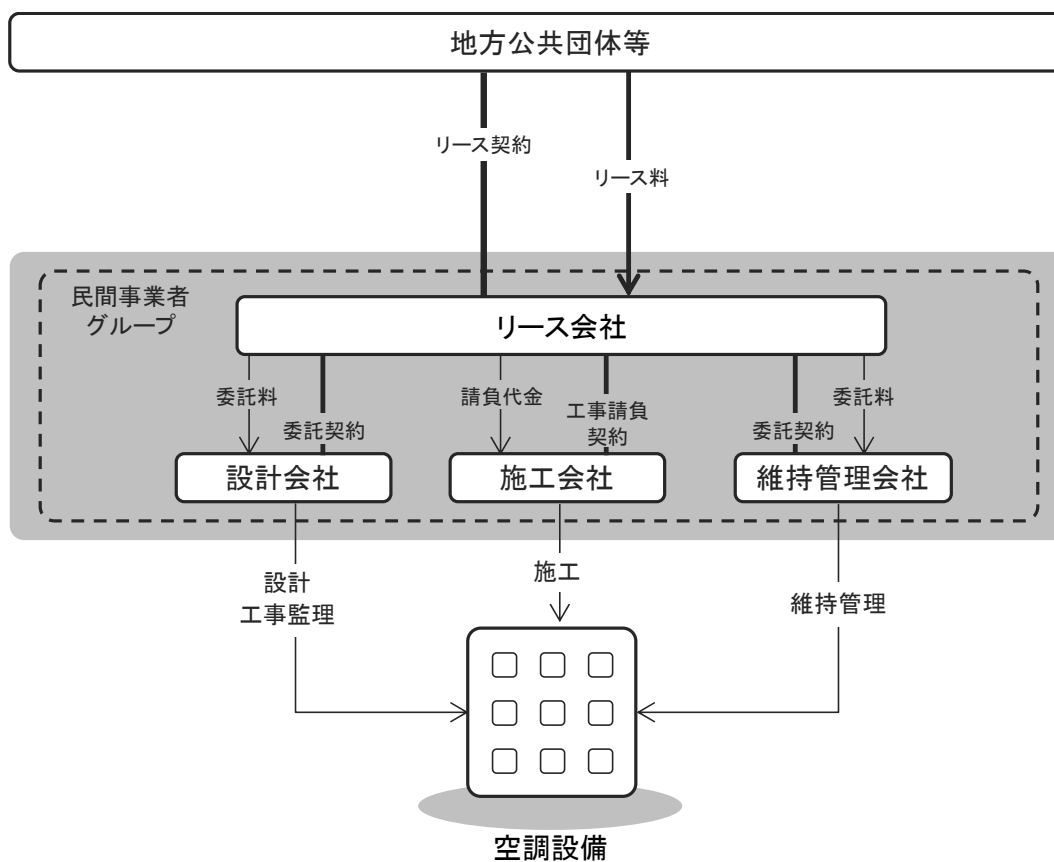 地方公共団体等
リース契約
リース料
民間事業者
グループ
リース会社
委託料
委託契約
請負代金
工事請負
契約
委託契約
委託料
設計会社
施工会社
維持管理会社
設計
工事監理
施工
維持管理
空調設備